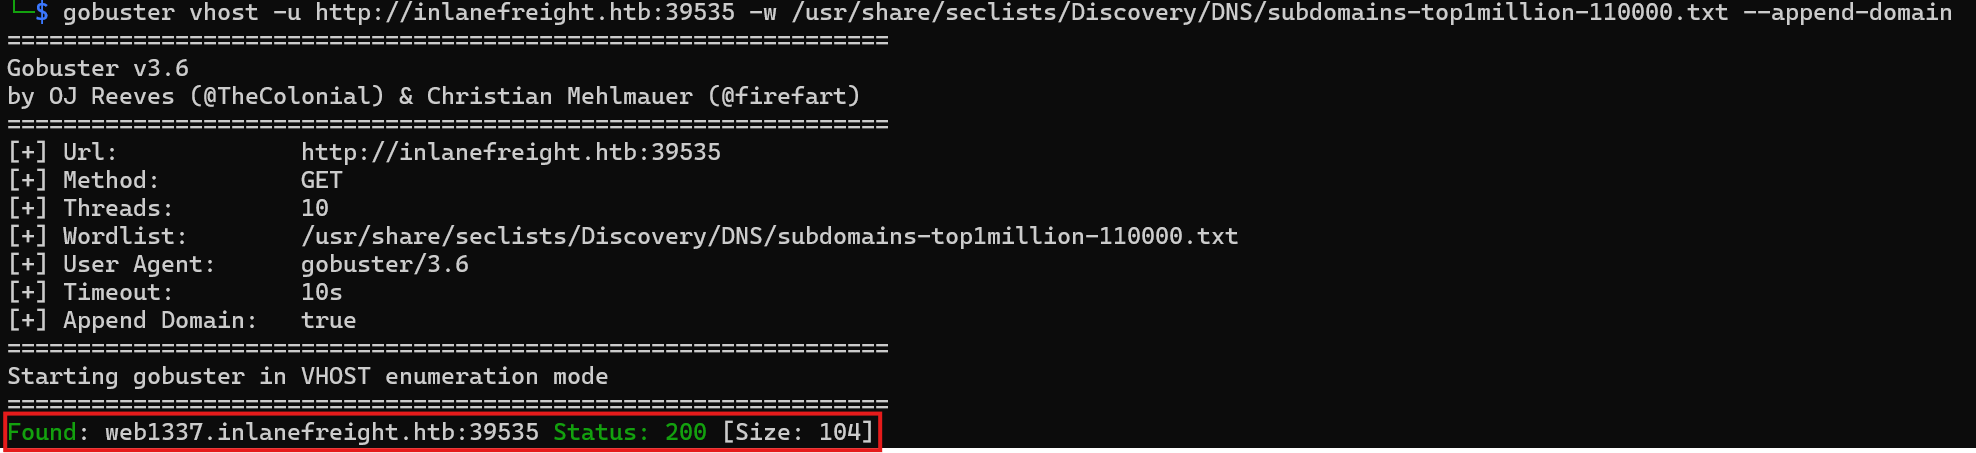 └─$ gobuster vhost -u http://inlanefreight.htb:39535 -w /usr/share/seclists/Discovery/DNS/subdomains-top1million-110000.txt --append-domain
===============================================================
Gobuster v3.6
by OJ Reeves (@TheColonial) & Christian Mehlmauer (@firefart)
===============================================================
[+] Url:             http://inlanefreight.htb:39535
[+] Method:          GET
[+] Threads:         10
[+] Wordlist:        /usr/share/seclists/Discovery/DNS/subdomains-top1million-110000.txt
[+] User Agent:      gobuster/3.6
[+] Timeout:         10s
[+] Append Domain:   true
===============================================================
Starting gobuster in VHOST enumeration mode
===============================================================
Found: web1337.inlanefreight.htb:39535 Status: 200 [Size: 104]